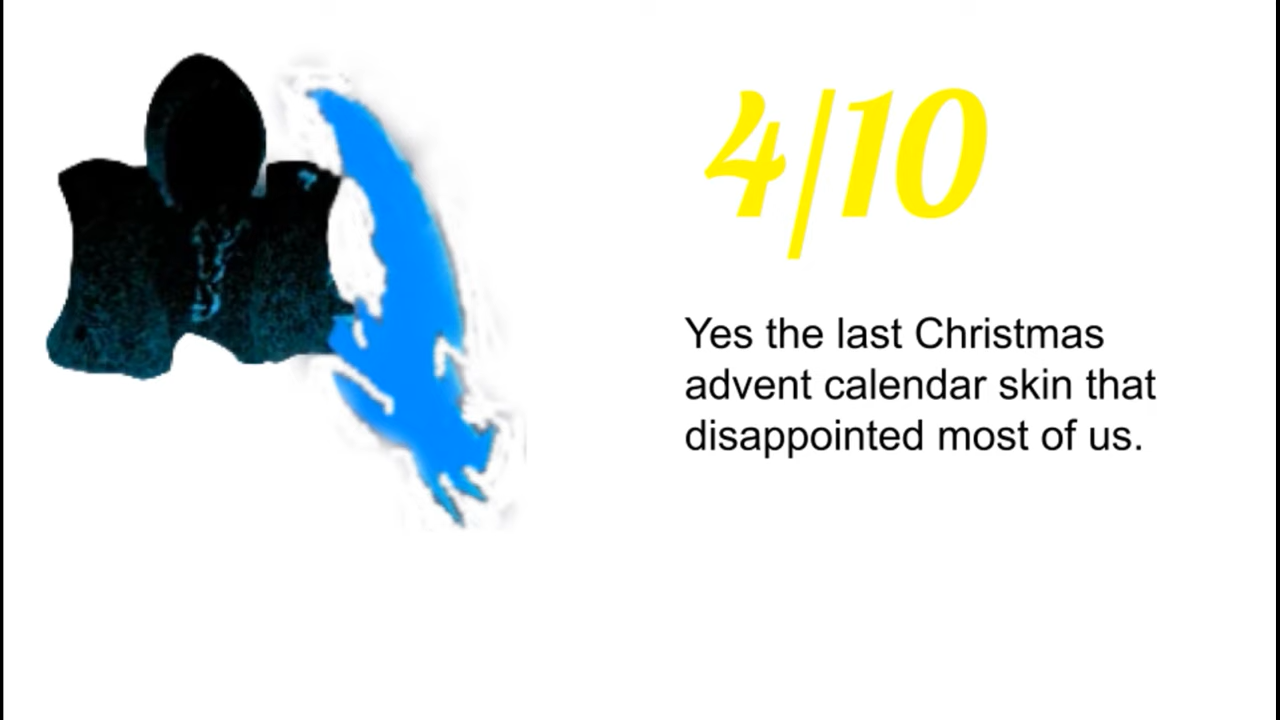 4/10
Yes the last Christmas
advent calendar skin that
disappointed most of us.